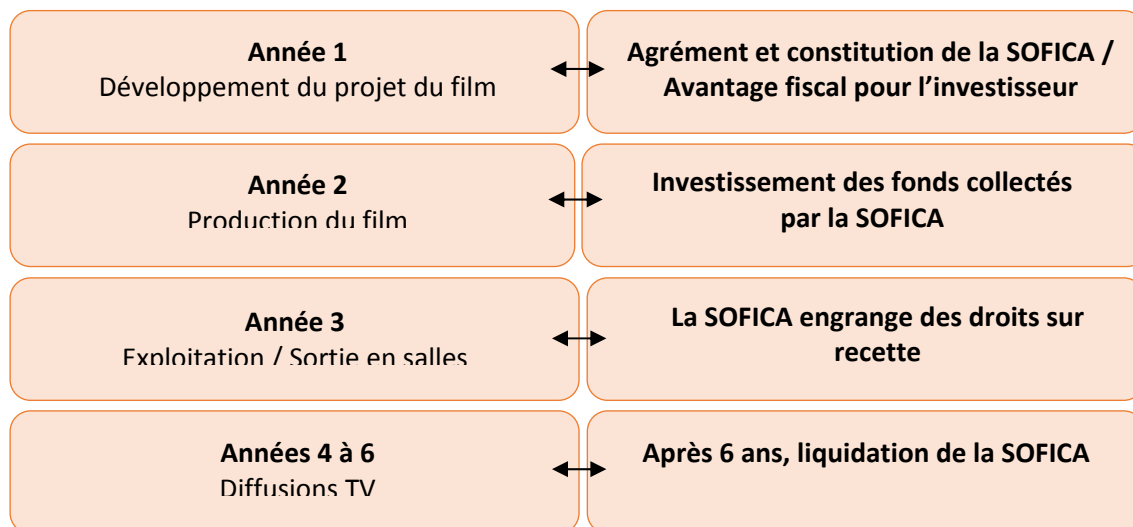 Année 1
Développement du projet du film
Agrément et constitution de la SOFICA /
Avantage fiscal pour l’investisseur
Année 2
Production du film
Investissement des fonds collectés
par la SOFICA
Année 3
Exploitation / Sortie en salles
La SOFICA engrange des droits sur
recette
Années 4 à 6
Diffusions TV
Après 6 ans, liquidation de la SOFICA